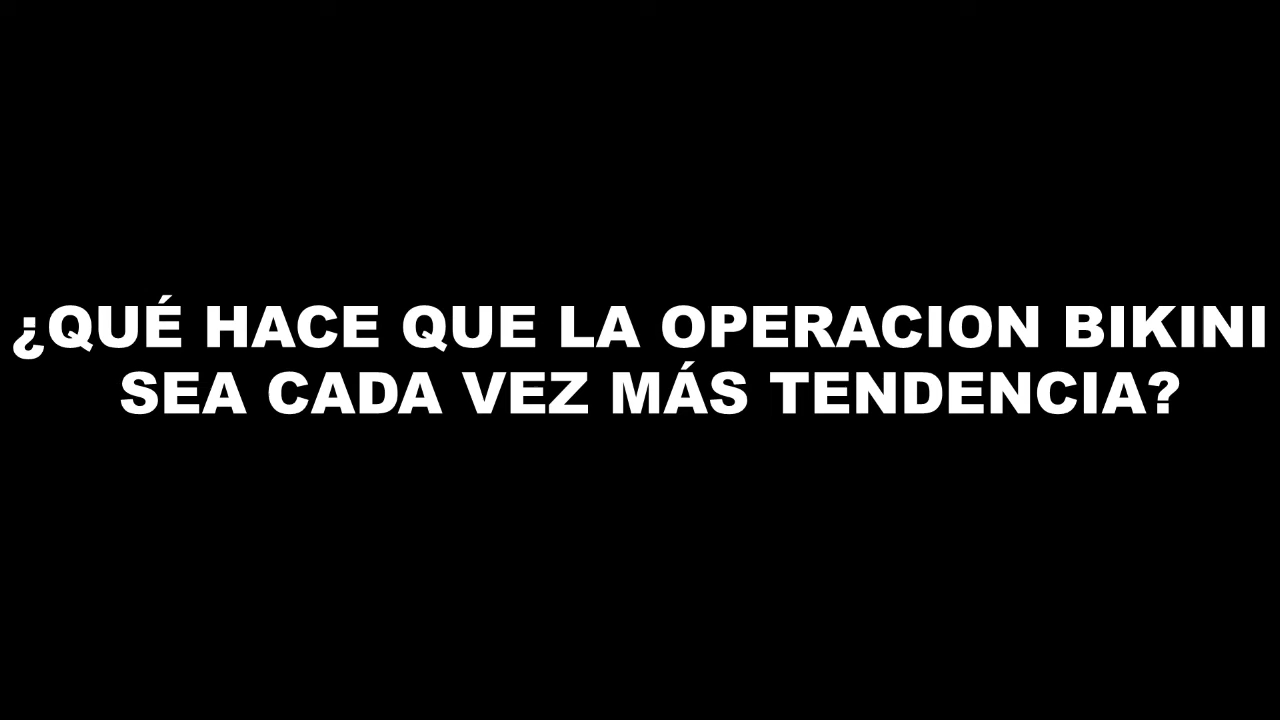 ¿QUÉ HACE QUE LA OPERACION BIKINI
SEA CADA VEZ MÁS TENDENCIA?